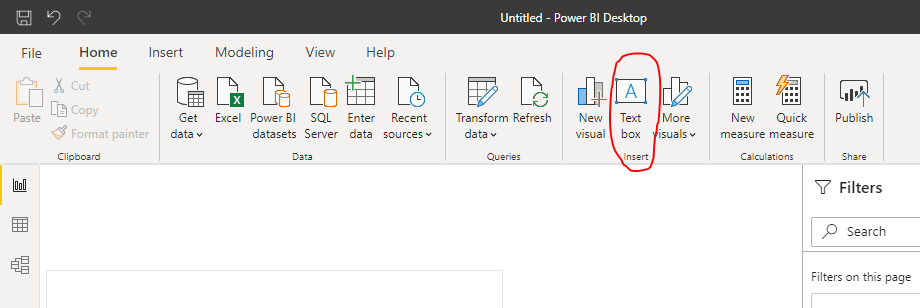 Untitled - Power BI Desktop
File Home Insert Modeling View Help
Paste
Cut
Copy
Format painter
Clipboard
Get data
Excel
Power BI datasets
SQL Server
Enter data
Recent sources
Data
Transform data
Refresh
Queries
New visual
A
Text box
More visuals
Insert
New measure
Quick measure
Calculations
Publish
Share
Filters
Search
Filters on this page